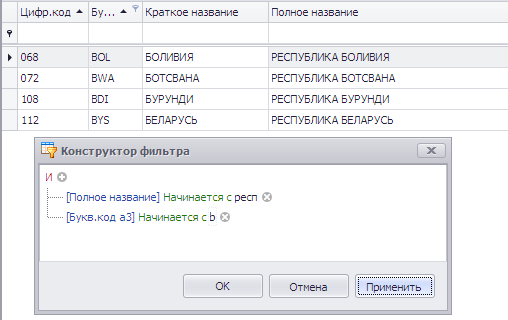 Цифр.код Бу... Краткое название Полное название
068 BOL БОЛИВИЯ РЕСПУБЛИКА БОЛИВИЯ
072 BWA БОТСВАНА РЕСПУБЛИКА БОТСВАНА
108 BDI БУРУНДИ РЕСПУБЛИКА БУРУНДИ
112 BYS БЕЛАРУСЬ РЕСПУБЛИКА БЕЛАРУСЬ
Конструктор фильтра
И
[Полное название] Начинается с респ
[Букв.код а3] Начинается с b
ОК Отмена Применить